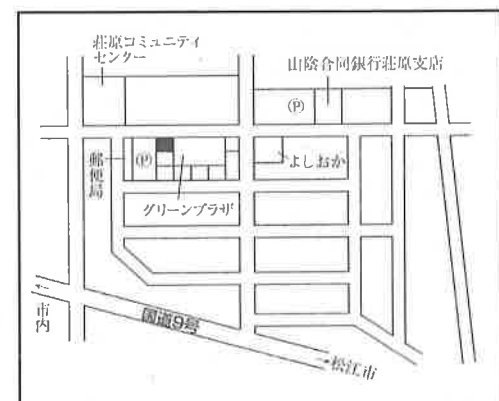 荘原コミュニティ
センター
山陰合同銀行荘原支店
Ⓟ
郵便局
Ⓟ
よしおか
グリーンプラザ
←市内
国道9号
→松江市